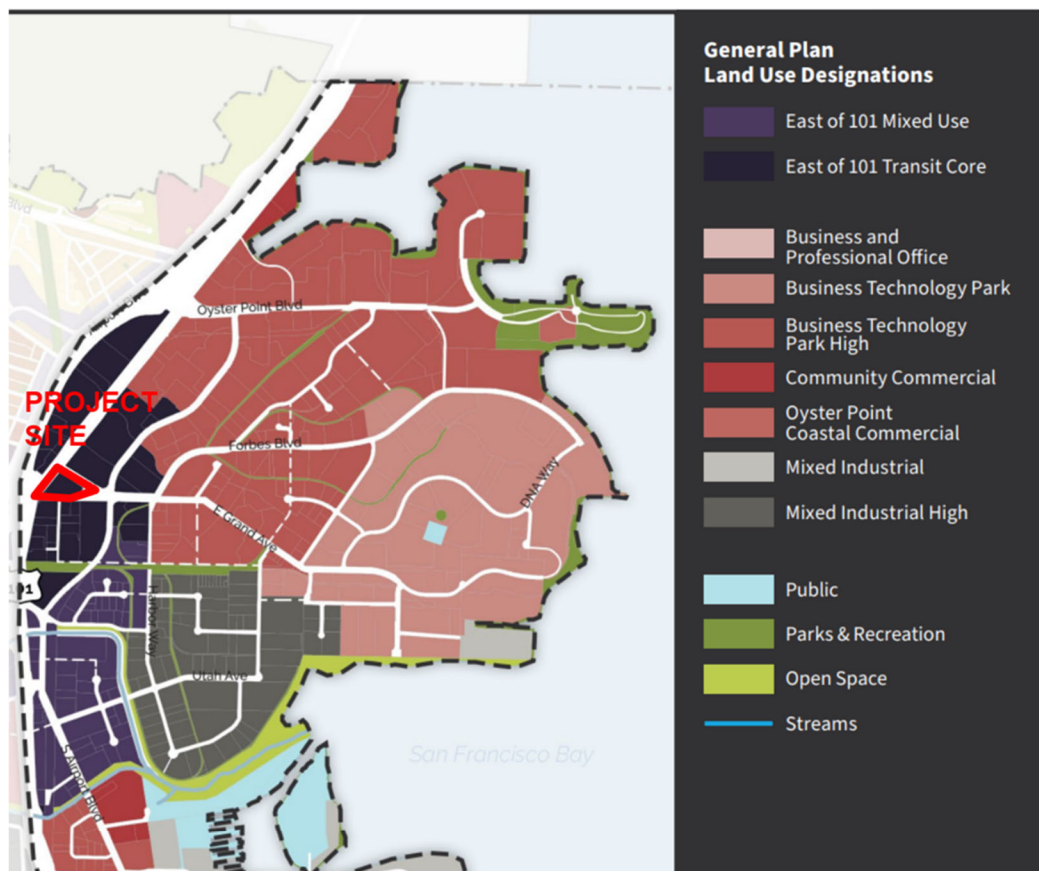 General Plan
Land Use Designations
East of 101 Mixed Use
East of 101 Transit Core
Business and
Professional Office
Business Technology Park
Business Technology
Park High
Community Commercial
Oyster Point
Coastal Commercial
Mixed Industrial
Mixed Industrial High
Public
Parks & Recreation
Open Space
Streams
Blvd
Oyster Point Blvd
PROJECT
SITE
Forbes Blvd
DNA Way
E Grand Ave
101
Harbor Way
Utah Ave
S Airport Blvd
San Francisco Bay